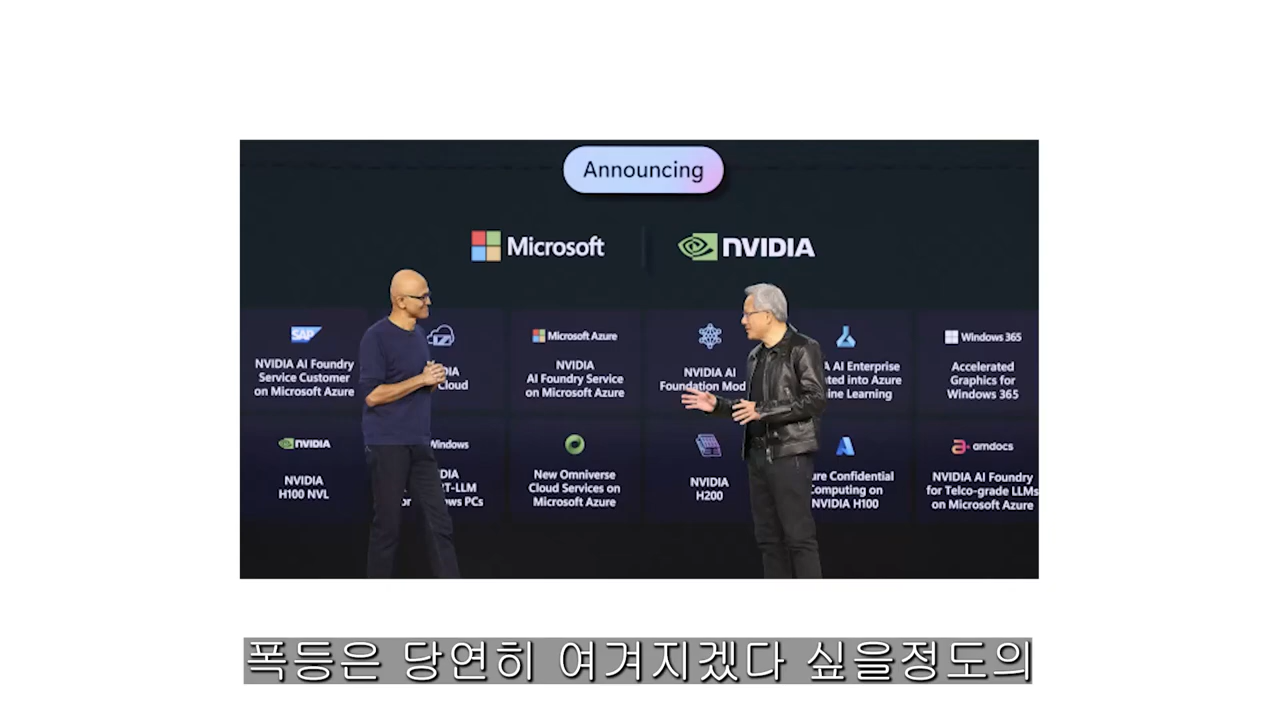 Announcing
Microsoft
NVIDIA
SAP
NVIDIA AI Foundry
Service Customer
on Microsoft Azure
Cloud
Microsoft Azure
NVIDIA
AI Foundry Service
on Microsoft Azure
NVIDIA AI
Foundation Mod
AI Enterprise
ted into Azure
ine Learning
Windows 365
Accelerated
Graphics for
Windows 365
NVIDIA
NVIDIA
H100 NVL
Windows
DIA
RT-LLM
or ows PCs
New Omniverse
Cloud Services on
Microsoft Azure
NVIDIA
H200
ure Confidential
Computing on
NVIDIA H100
amdocs
NVIDIA AI Foundry
for Telco-grade LLMs
on Microsoft Azure
폭등은 당연히 여겨지겠다 싶을정도의